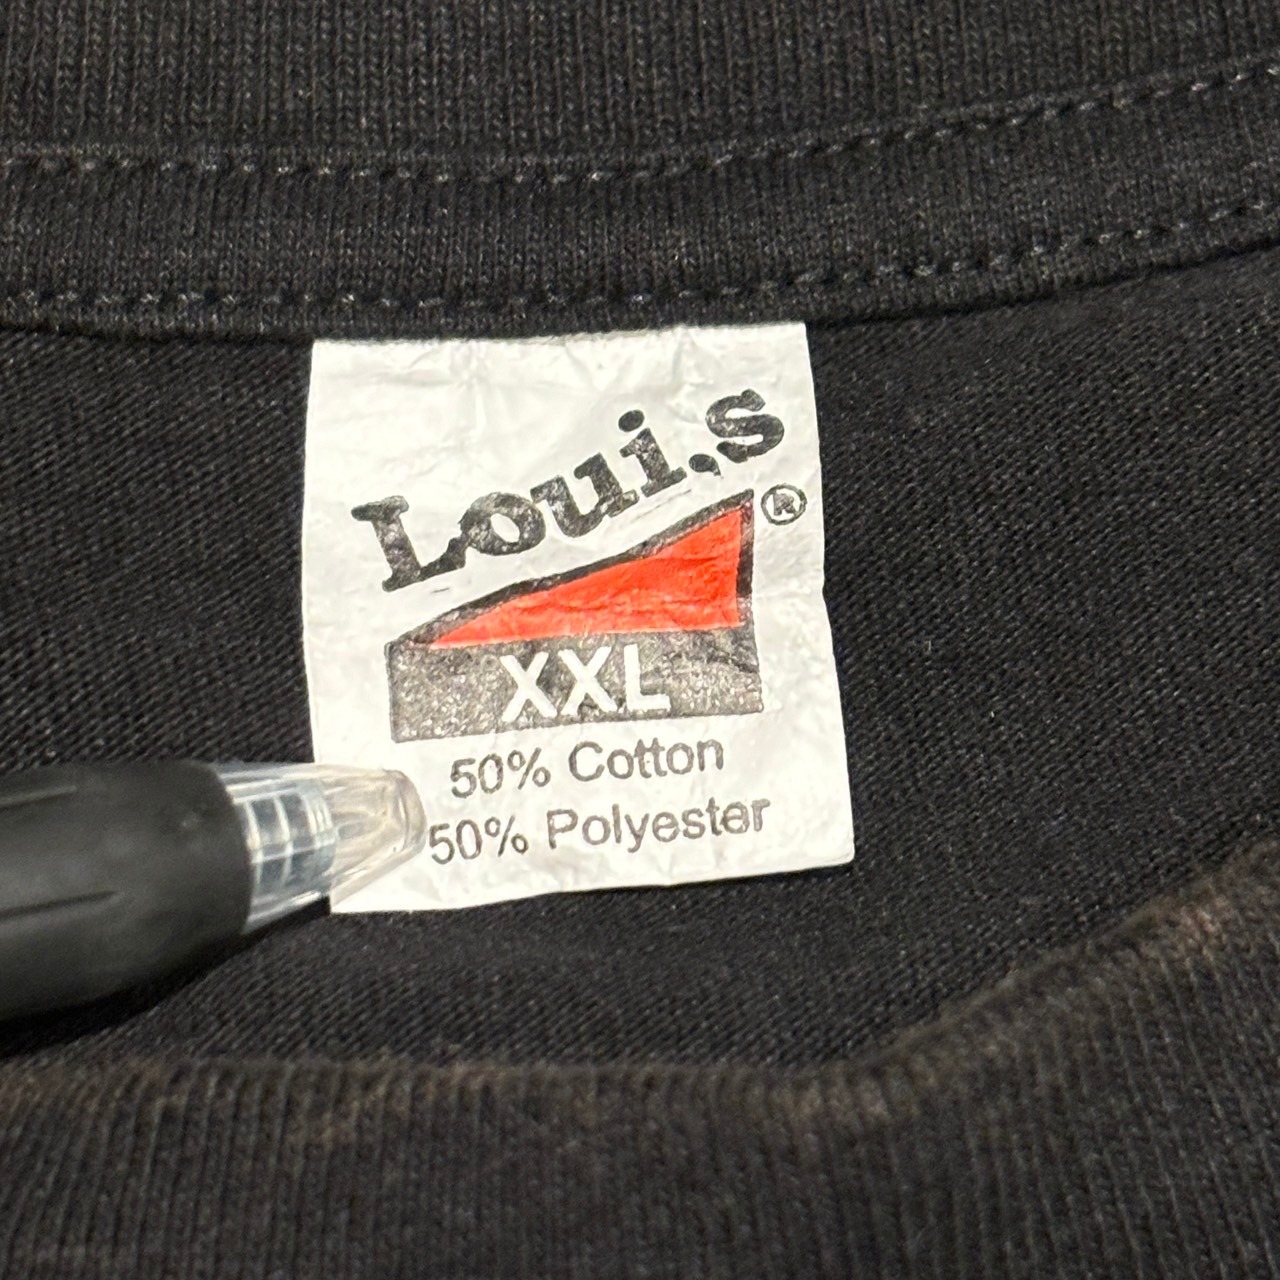 Loui,s
®
XXL
50% Cotton
50% Polyester